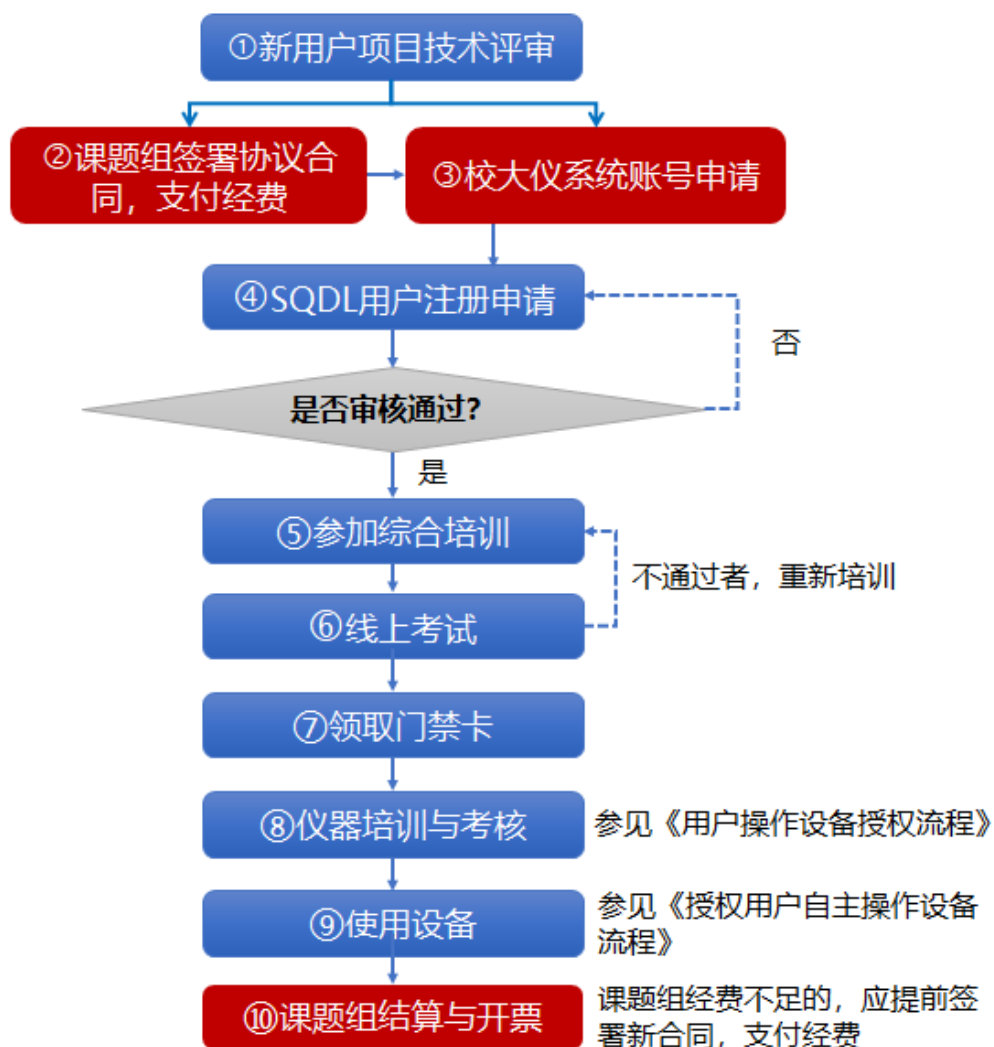 ①新用户项目技术评审
②课题组签署协议合
同，支付经费
③校大仪系统账号申请
④SQDL用户注册申请
否
是否审核通过?
是
⑤参加综合培训
不通过者，重新培训
⑥线上考试
⑦领取门禁卡
⑧仪器培训与考核
参见《用户操作设备授权流程》
⑨使用设备
参见《授权用户自主操作设备
流程》
⑩课题组结算与开票
课题组经费不足的，应提前签
署新合同，支付经费